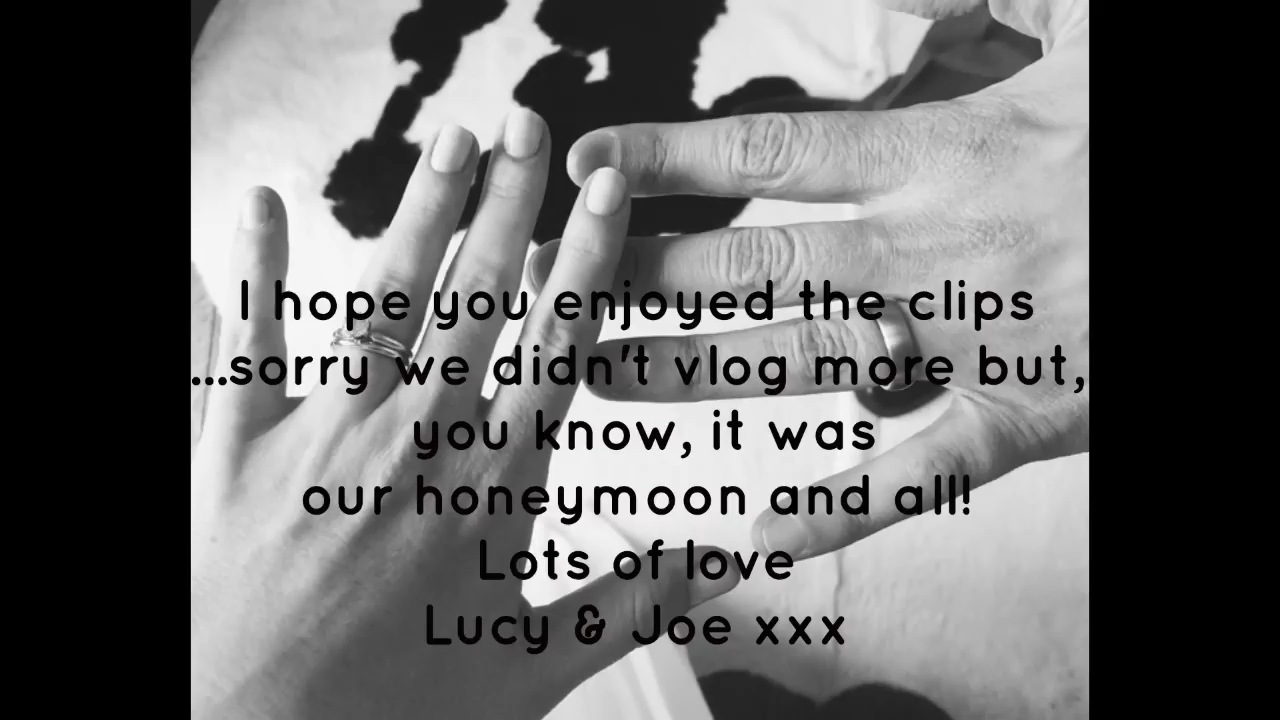 I hope you enjoyed the clips
...sorry we didn't vlog more but,
you know, it was
our honeymoon and all!
Lots of love
Lucy & Joe xxx